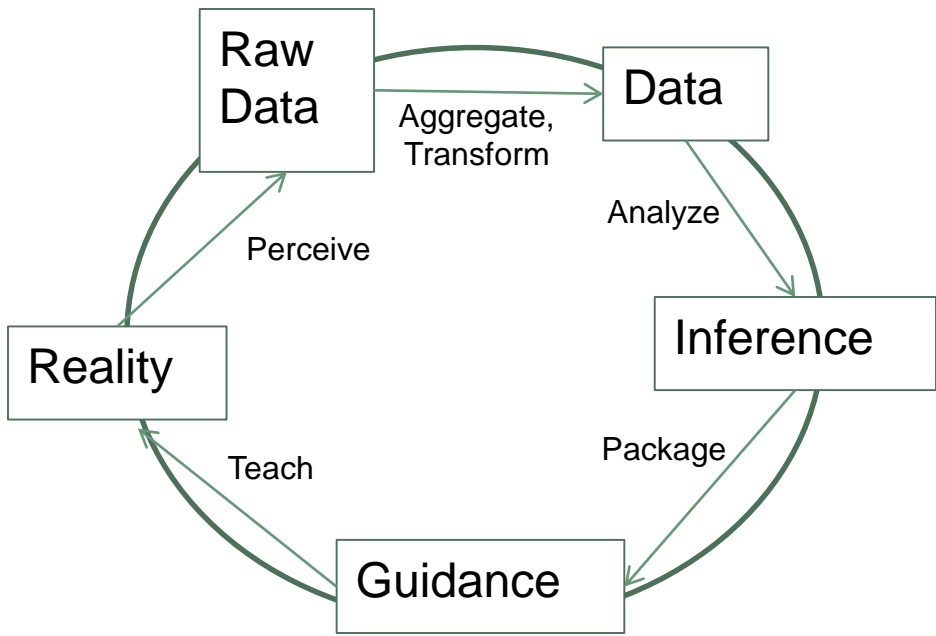 Raw
Data
Data
Aggregate,
Transform
Analyze
Perceive
Inference
Reality
Package
Teach
Guidance